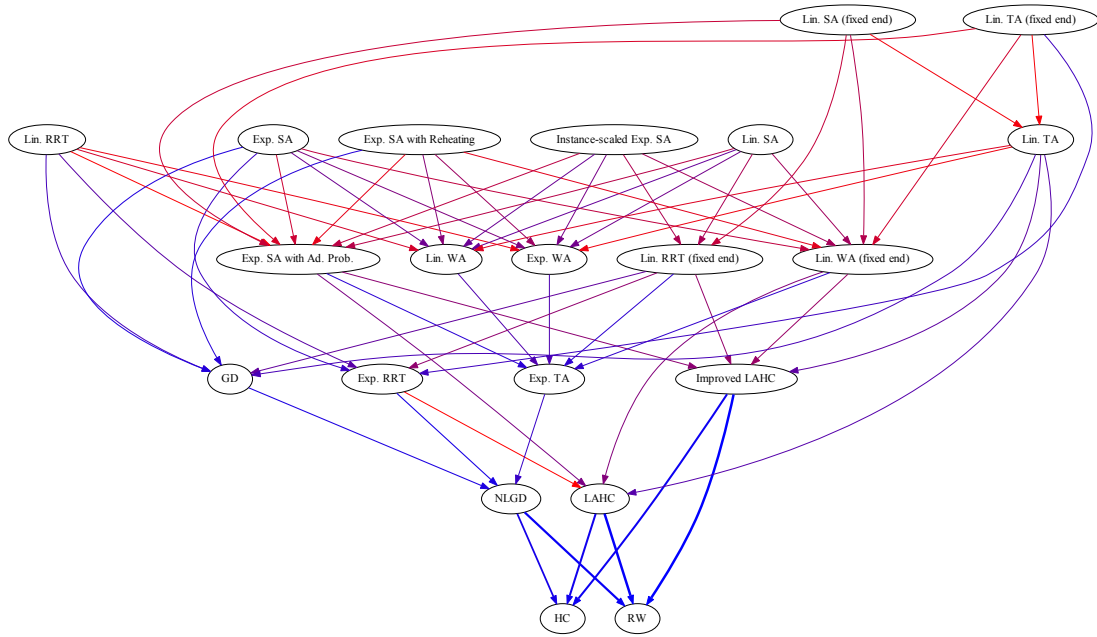 Lin. SA (fixed end)
Lin. TA (fixed end)
Lin. RRT
Exp. SA
Exp. SA with Reheating
Instance-scaled Exp. SA
Lin. SA
Lin. TA
Exp. SA with Ad. Prob.
Lin. WA
Exp. WA
Lin. RRT (fixed end)
Lin. WA (fixed end)
GD
Exp. RRT
Exp. TA
Improved LAHC
NLGD
LAHC
HC
RW